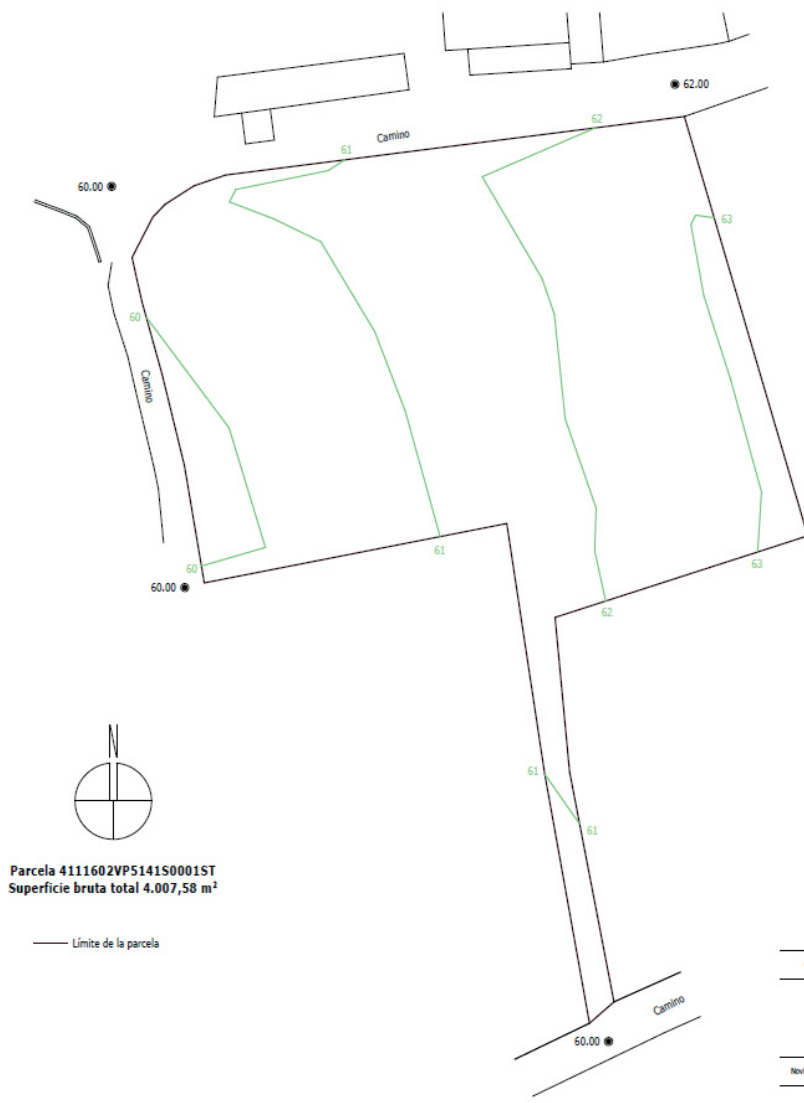 62.00
62
Camino
61
60.00
63
60
Camino
61
63
60
60.00
62
61
61
Parcela 4111602VP5141S0001ST
Superficie bruta total 4.007,58 m²
Límite de la parcela
Camino
60.00